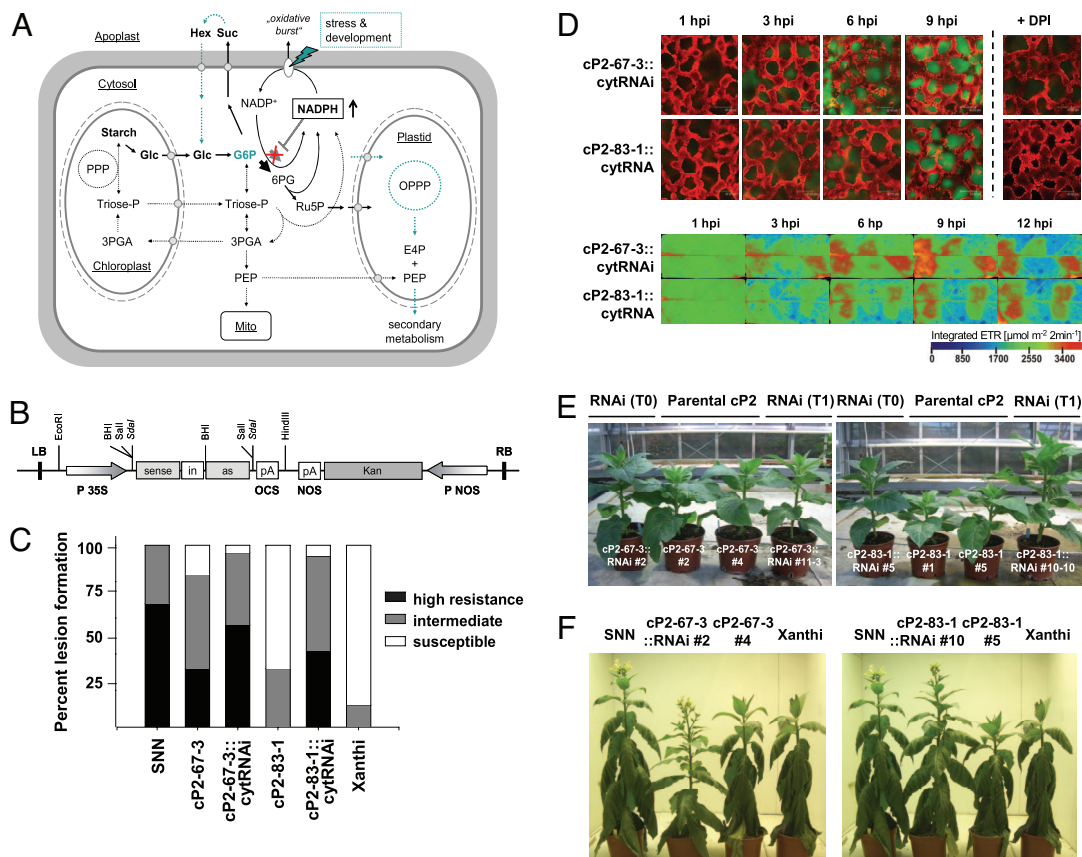 A
Apoplast
Hex Suc
„oxidative
burst"
stress &
development
Cytosol
NADP+
NADPH
Plastid
Starch
Glc
Glc
G6P
PPP
6PG
OPPP
Ru5P
Triose-P
Triose-P
3PGA
3PGA
E4P
+
PEP
Chloroplast
PEP
Mito
secondary
metabolism
B
LB
EcoRI
BHI
SalI
SdaI
BHI
SalI
SdaI
HindIII
RB
sense
in
as
pA
pA
Kan
P 35S
OCS
NOS
P NOS
C
Percent lesion formation
100
75
50
25
high resistance
intermediate
susceptible
SNN
cP2-67-3
cP2-67-3::
cytRNAi
cP2-83-1
cP2-83-1::
cytRNAi
Xanthi
D
1 hpi 3 hpi 6 hpi 9 hpi + DPI
cP2-67-3::
cytRNAi
cP2-83-1::
cytRNA
1 hpi 3 hpi 6 hp 9 hpi 12 hpi
cP2-67-3::
cytRNAi
cP2-83-1::
cytRNA
Integrated ETR [µmol m-2 2min-1]
0 850 1700 2550 3400
E
RNAi (T0) Parental cP2 RNAi (T1) RNAi (T0) Parental cP2 RNAi (T1)
cP2-67-3::
RNAi #2
cP2-67-3
#2
cP2-67-3
#4
cP2-67-3::
RNAi #11-3
cP2-83-1::
RNAi #5
cP2-83-1
#1
cP2-83-1
#5
cP2-83-1::
RNAi #10-10
F
SNN
cP2-67-3
::RNAi #2
cP2-67-3
#4
Xanthi
SNN
cP2-83-1
::RNAi #10
cP2-83-1
#5
Xanthi